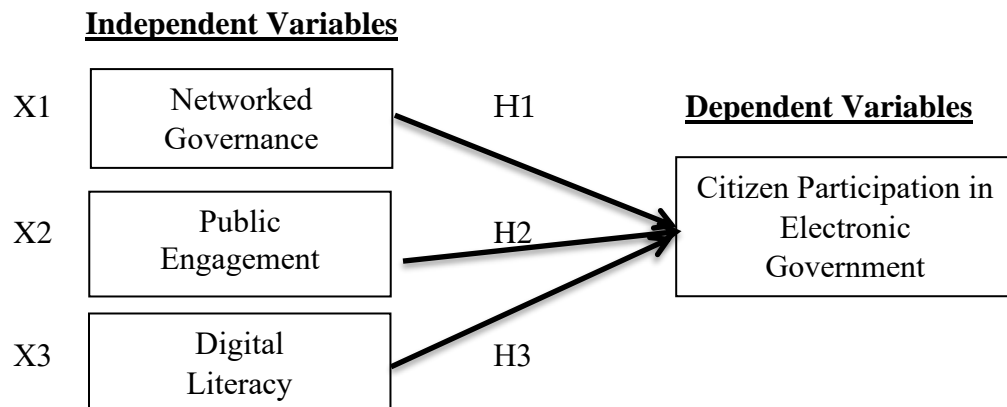 Independent Variables
X1
Networked
Governance
H1
Dependent Variables
X2
Public
Engagement
H2
Citizen Participation in
Electronic
Government
X3
Digital
Literacy
H3